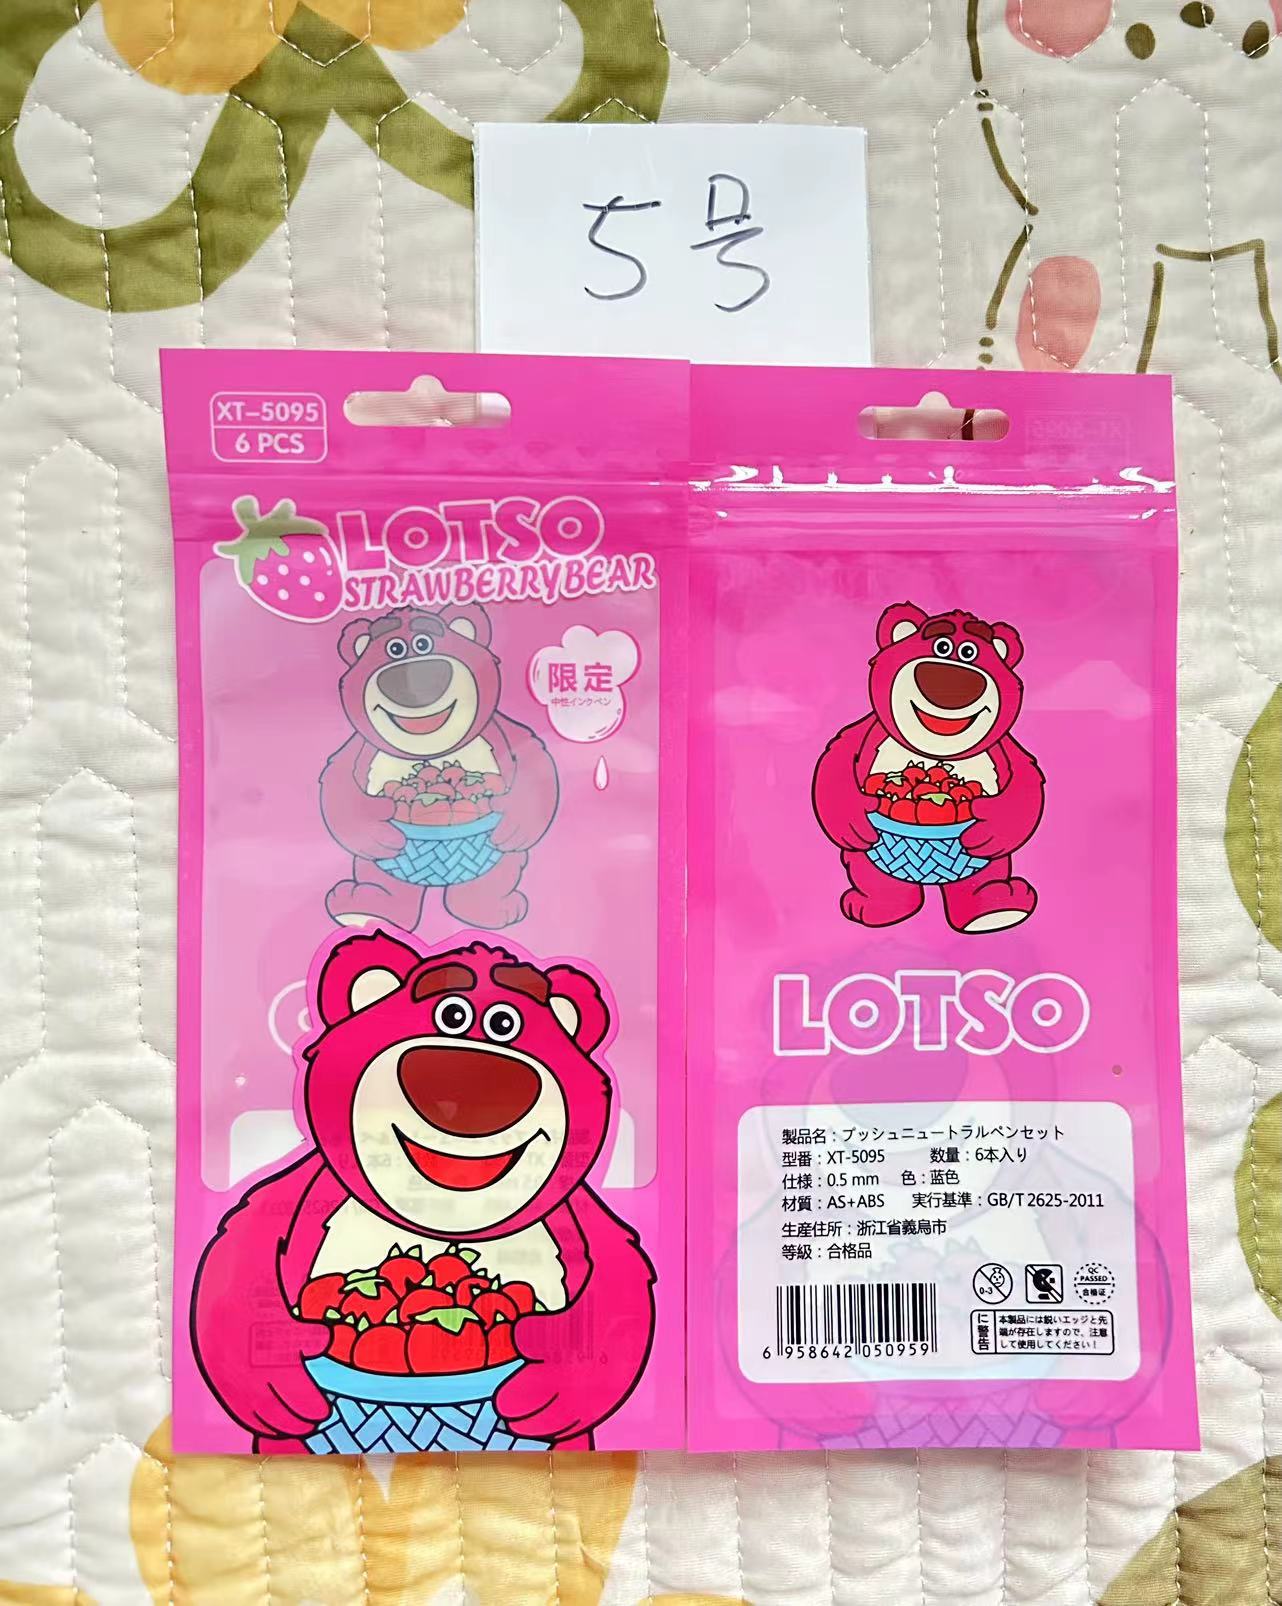 5号
XT-5095
6 PCS
LOTSO
STRAWBERRY BEAR
限定
中性インクペン
LOTSO
製品名：プッシュニュートラルペンセット
型番：XT-5095 数量：6本入り
仕様：0.5 mm 色：蓝色
材質：AS+ABS 実行基準：GB/T 2625-2011
生産住所：浙江省義烏市
等級：合格品
0-3
QC
PASSED
合格证
6 958642 050959
に警告
本製品には鋭いエッジと先
端が存在しますので、注意
して使用してください！